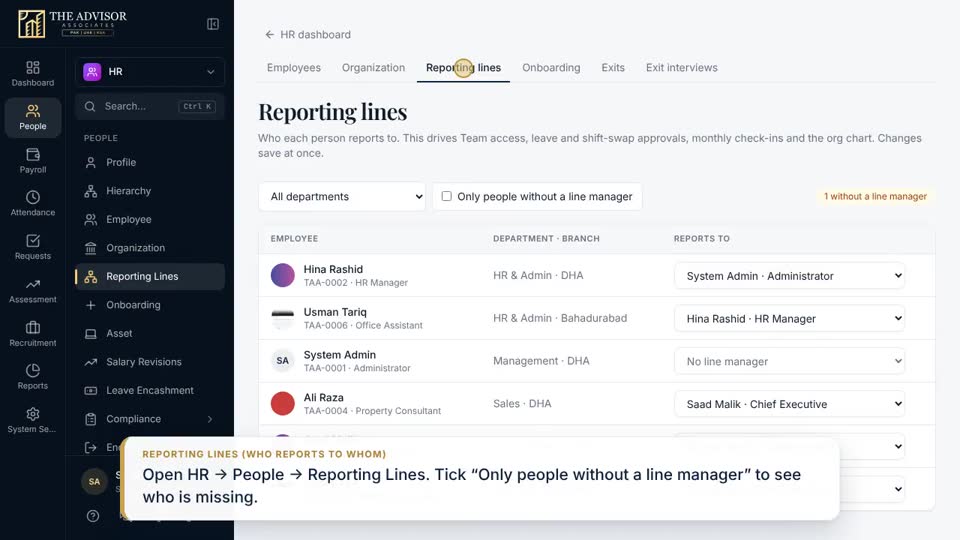 THE ADVISOR
ASSOCIATES
PAK | UAE | KSA
HR
Search...
Ctrl K
Dashboard
People
Payroll
Attendance
Requests
Assessment
Recruitment
Reports
System Se...
PEOPLE
Profile
Hierarchy
Employee
Organization
Reporting Lines
Onboarding
Asset
Salary Revisions
Leave Encashment
Compliance
SA
← HR dashboard
Employees
Organization
Reporting lines
Onboarding
Exits
Exit interviews
Reporting lines
Who each person reports to. This drives Team access, leave and shift-swap approvals, monthly check-ins and the org chart. Changes
save at once.
All departments
Only people without a line manager
1 without a line manager
EMPLOYEE DEPARTMENT · BRANCH REPORTS TO
Hina Rashid
TAA-0002 · HR Manager
HR & Admin · DHA
System Admin · Administrator
Usman Tariq
TAA-0006 · Office Assistant
HR & Admin · Bahadurabad
Hina Rashid · HR Manager
SA
System Admin
TAA-0001 · Administrator
Management · DHA
No line manager
Ali Raza
TAA-0004 · Property Consultant
Sales · DHA
Saad Malik · Chief Executive
REPORTING LINES (WHO REPORTS TO WHOM)
Open HR → People → Reporting Lines. Tick “Only people without a line manager” to see
who is missing.